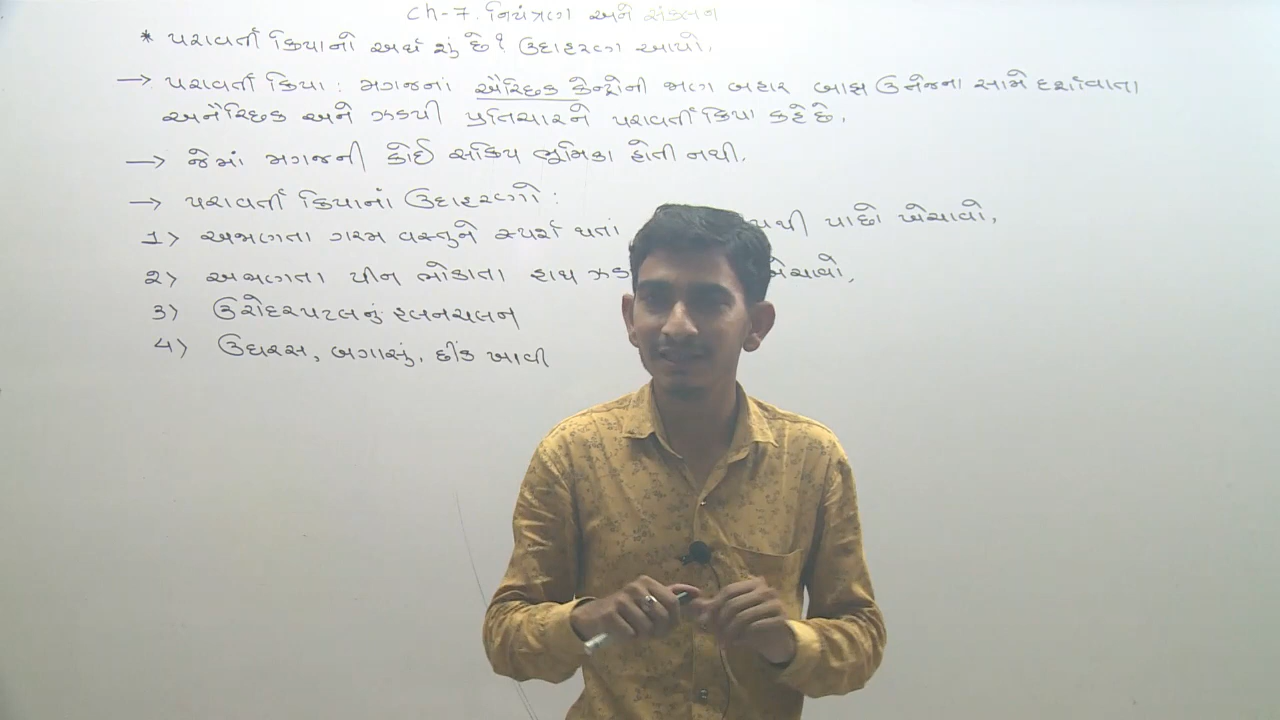 Ch-7. નિયંત્રણ અને સંકલન
* પરાવર્તી ક્રિયાનો અર્થ શું છે? ઉદાહરણ આપો.
→ પરાવર્તી ક્રિયા : મગજનાં ઐચ્છિક કેન્દ્રોની જાણ બહાર બાહ્ય ઉત્તેજના સામે દર્શાવાતા
અનૈચ્છિક અને ઝડપી પ્રતિચારને પરાવર્તી ક્રિયા કહે છે.
→ જેમાં મગજની કોઈ સક્રિય ભૂમિકા હોતી નથી.
→ પરાવર્તી ક્રિયાનાં ઉદાહરણો :
1> અજાણતા ગરમ વસ્તુને સ્પર્શ થતાં પાછો ખેંચાવો.
2> અજાણતા પીન ભોંકાતા હાથ
3> ઉરોદરપટલનું હલનચલન
4> ઉધરસ, બગાસું, છીંક ખાવી